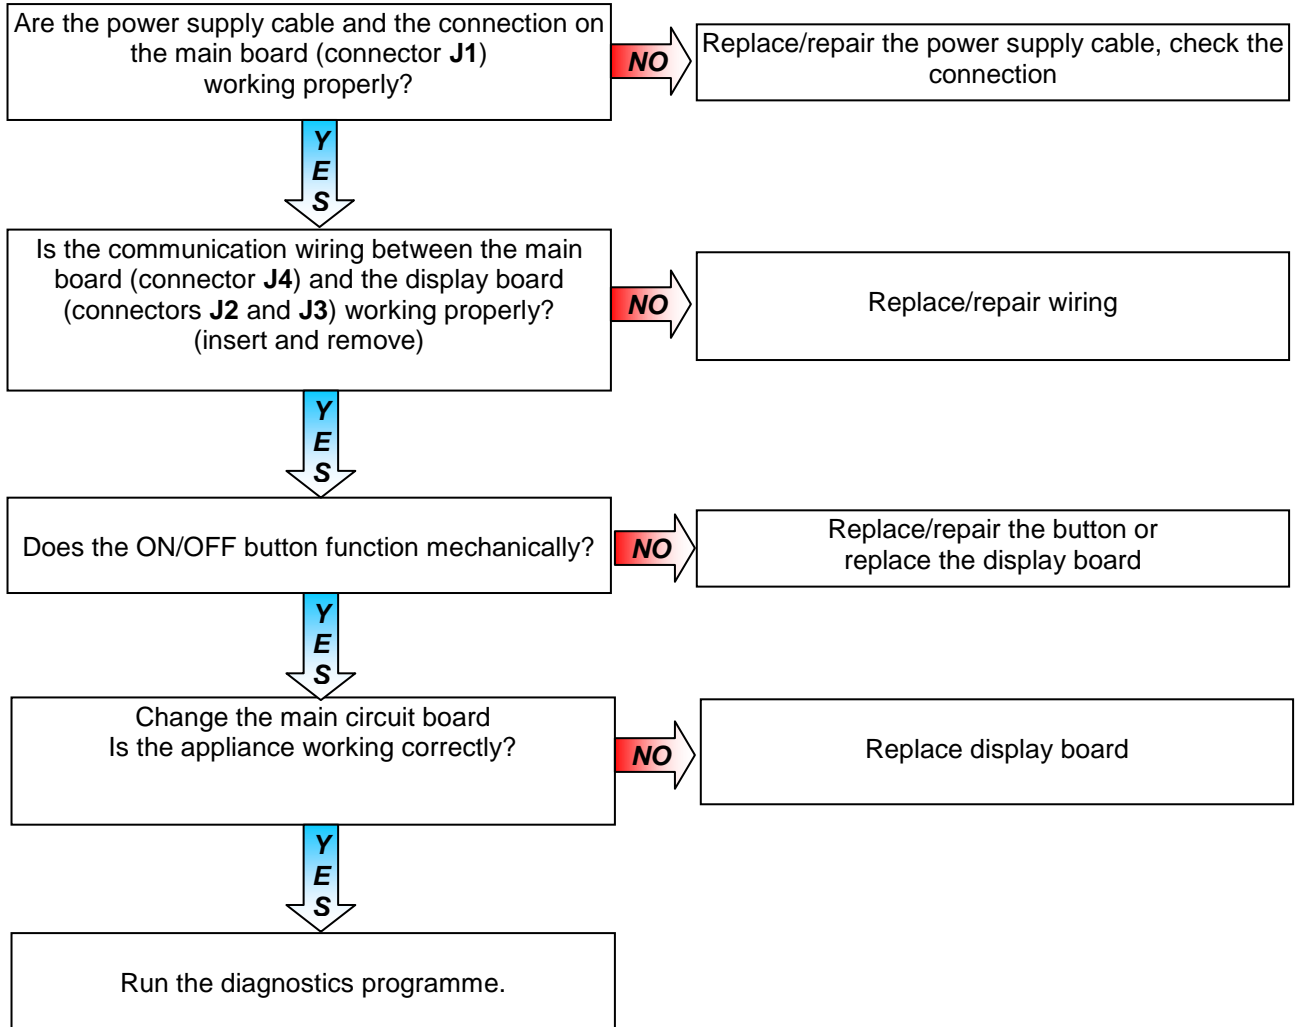 Are the power supply cable and the connection on
the main board (connector J1)
working properly?
NO
Replace/repair the power supply cable, check the
connection
Y
E
S
Is the communication wiring between the main
board (connector J4) and the display board
(connectors J2 and J3) working properly?
(insert and remove)
NO
Replace/repair wiring
Y
E
S
Does the ON/OFF button function mechanically?
NO
Replace/repair the button or
replace the display board
Y
E
S
Change the main circuit board
Is the appliance working correctly?
NO
Replace display board
Y
E
S
Run the diagnostics programme.